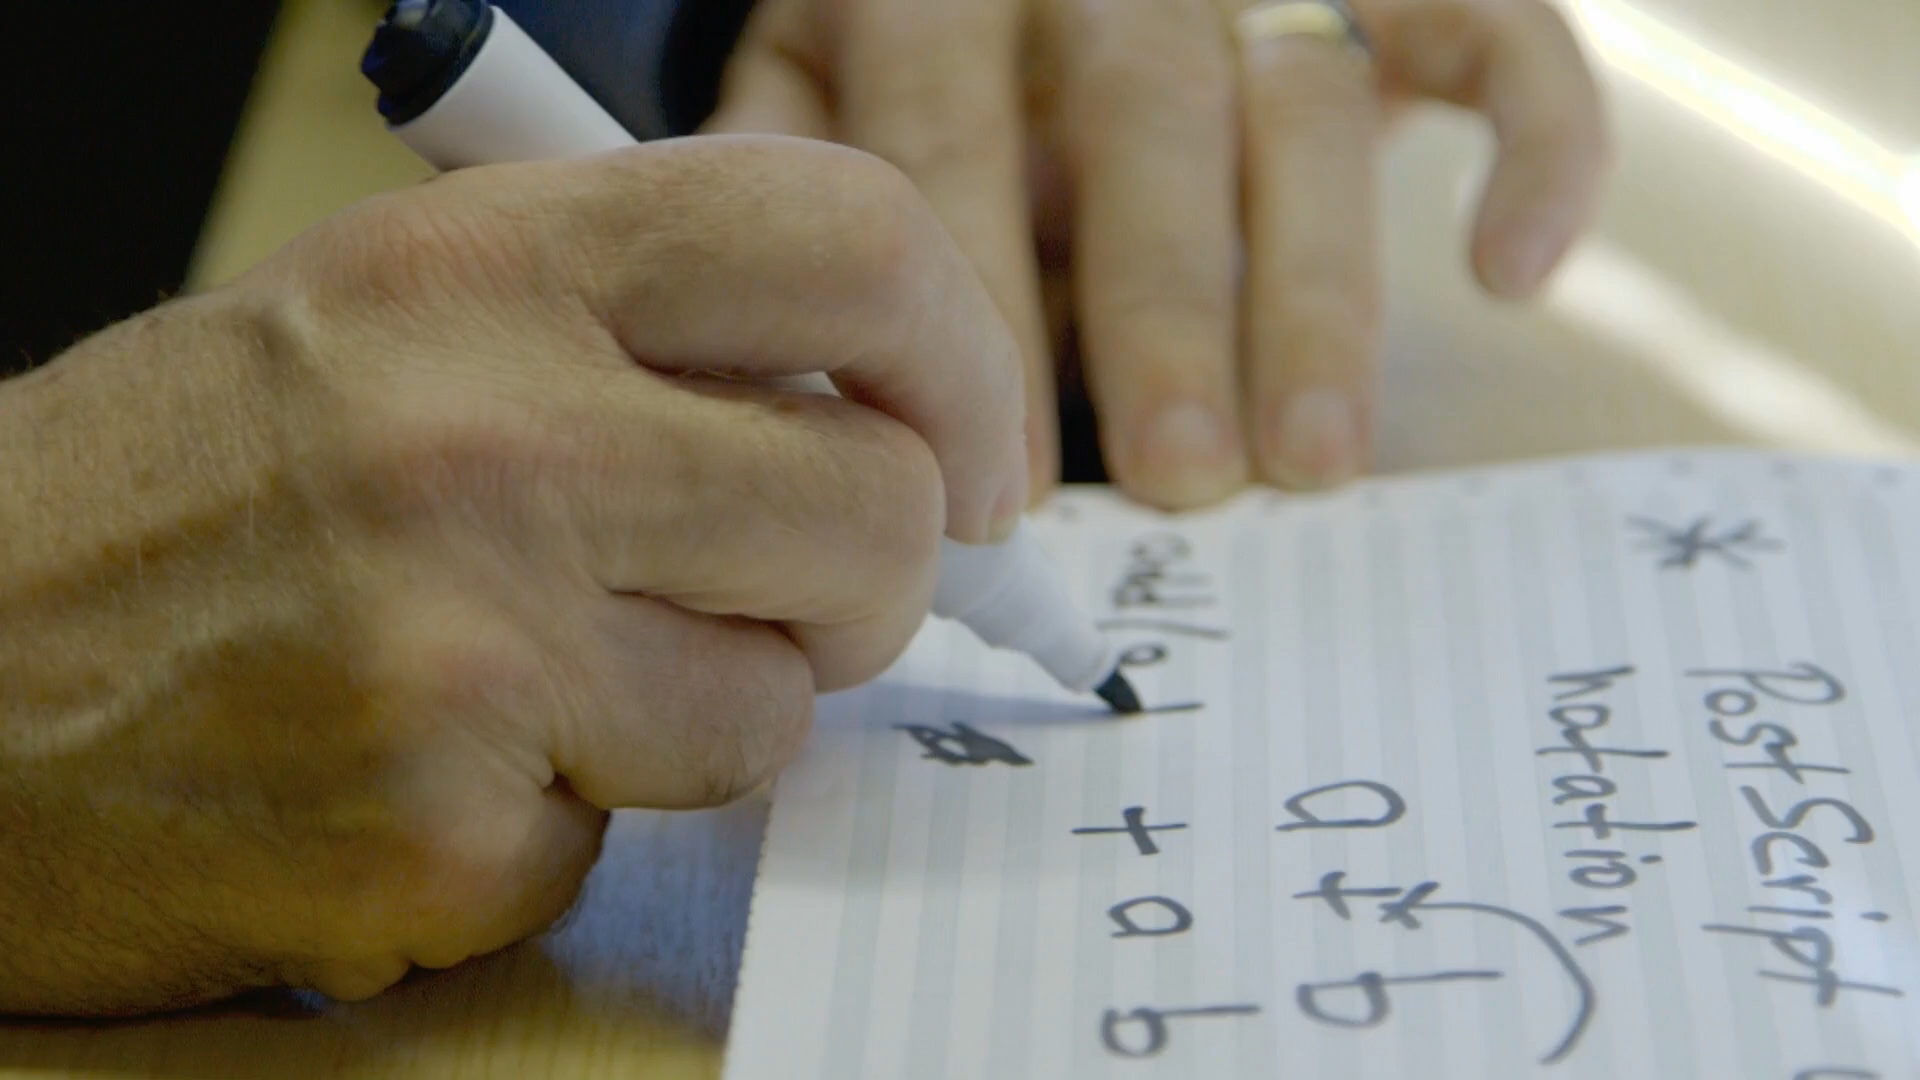 * PostScript
notation
a + b
+ a b